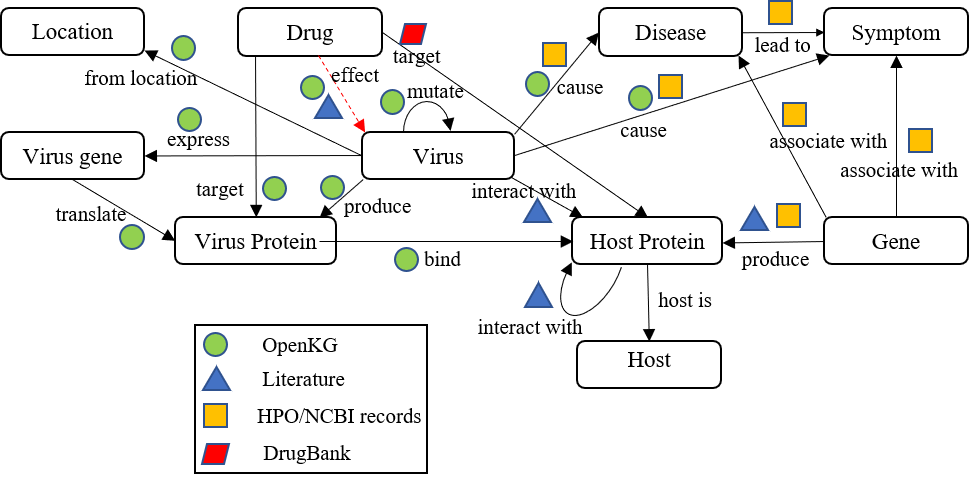 Location
Drug
Disease
Symptom
target
lead to
from location
effect
mutate
cause
cause
express
Virus gene
Virus
associate with
associate with
target
produce
interact with
translate
Virus Protein
bind
Host Protein
Gene
produce
interact with
host is
Host
OpenKG
Literature
HPO/NCBI records
DrugBank